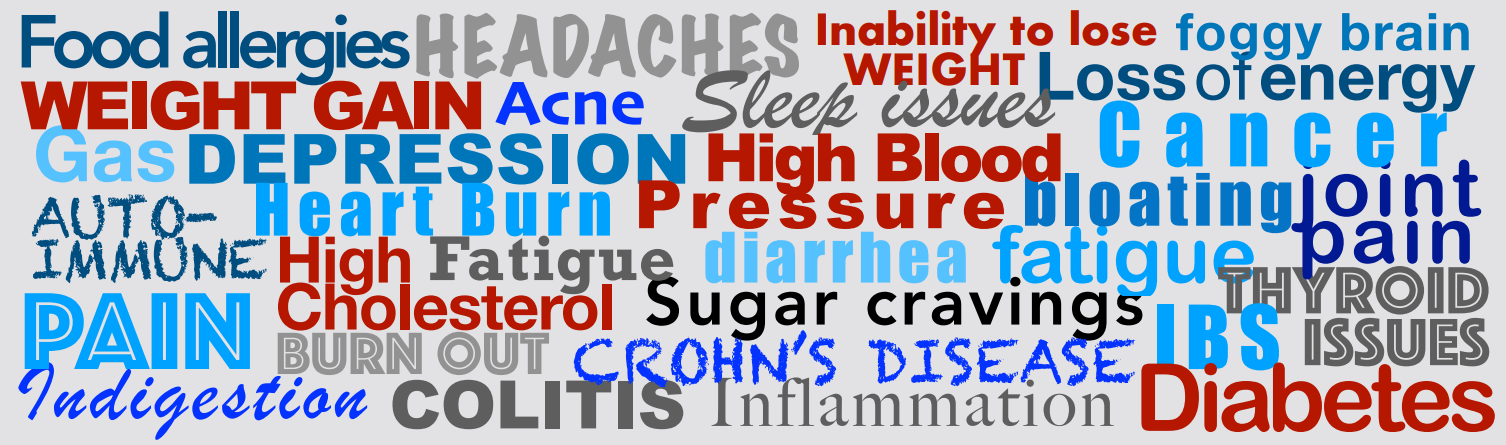 Food allergies
HEADACHES
Inability to lose
WEIGHT
foggy brain
WEIGHT GAIN
Acne
Sleep issues
Loss of energy
Gas
DEPRESSION
High Blood
Pressure
Cancer
AUTO-
IMMUNE
Heart Burn
bloating
joint
pain
High
Cholesterol
Fatigue
diarrhea
fatigue
THYROID
ISSUES
PAIN
BURN OUT
Sugar cravings
IBS
CROHN'S DISEASE
Indigestion
COLITIS
Inflammation
Diabetes